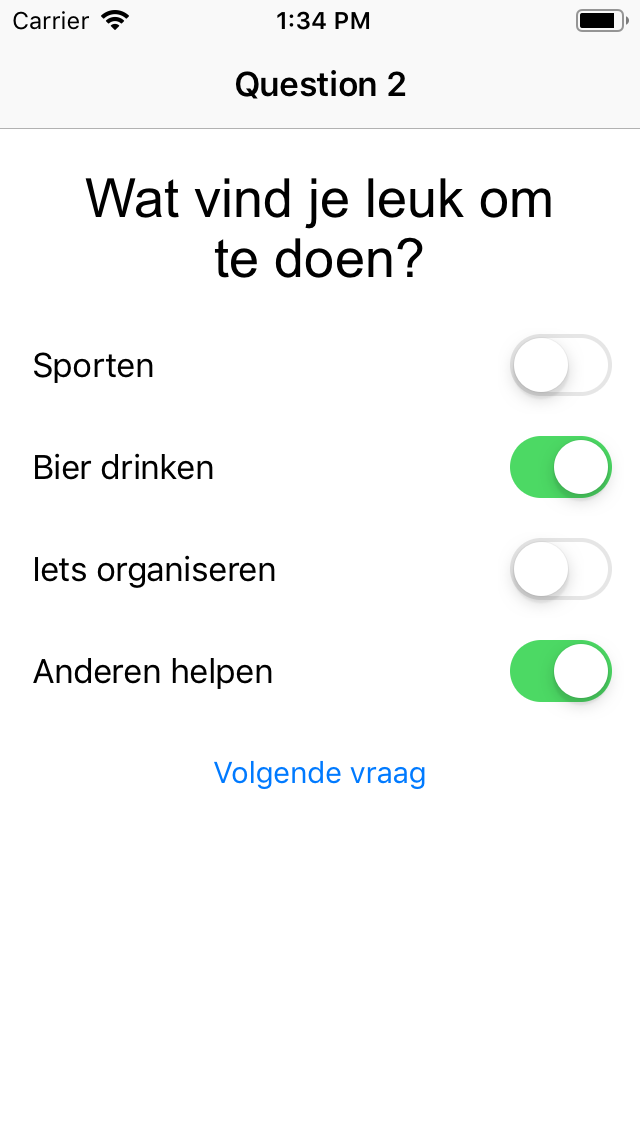 Carrier 1:34 PM
Question 2
Wat vind je leuk om
te doen?
Sporten
Bier drinken
Iets organiseren
Anderen helpen
Volgende vraag